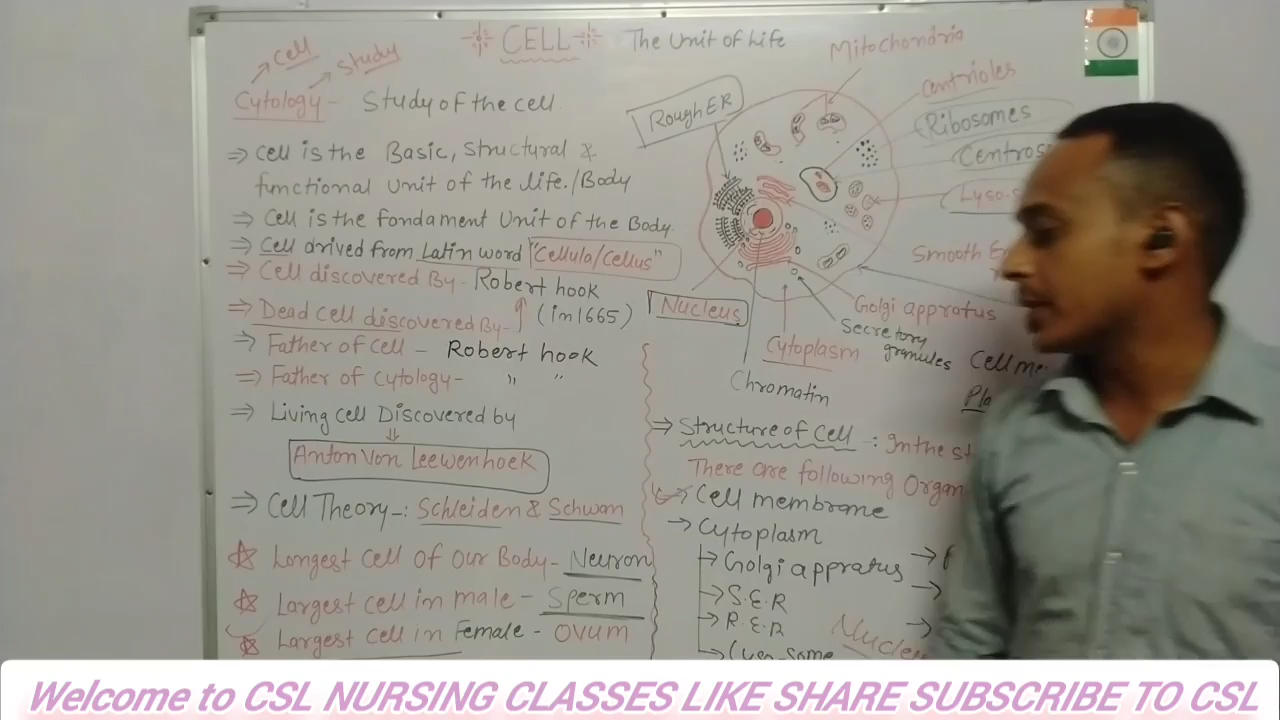 CELL The Unit of Life
Cell Study
Cytology - Study of the cell.
⇒ Cell is the Basic, Structural &
functional Unit of the life./Body
⇒ Cell is the fondament Unit of the Body.
⇒ Cell drived from Latin word "Cellula/Cellus"
⇒ Cell discovered By - Robert hook
⇒ Dead cell discovered By - (in 1665)
⇒ Father of Cell - Robert hook
⇒ Father of Cytology - " "
⇒ Living cell Discovered by
⇓
Anton Von Leewenhoek
⇒ Cell Theory -: Schleiden & Schwan
☆ Longest Cell of Our Body - Neuron
☆ Largest cell in male - Sperm
☆ Largest cell in Female - Ovum
Mitochondria
Rough ER
Centrioles
Ribosomes
Smooth
Nucleus
Golgi appratus
Secretory
granules
Cytoplasm
Cell
Chromatin
⇒ Structure of Cell -: In the
There are following
→ Cell membrane
→ Cytoplasm
→ Golgi appratus
→ S.E.R
→ R.E.R
Welcome to CSL NURSING CLASSES LIKE SHARE SUBSCRIBE TO CSL